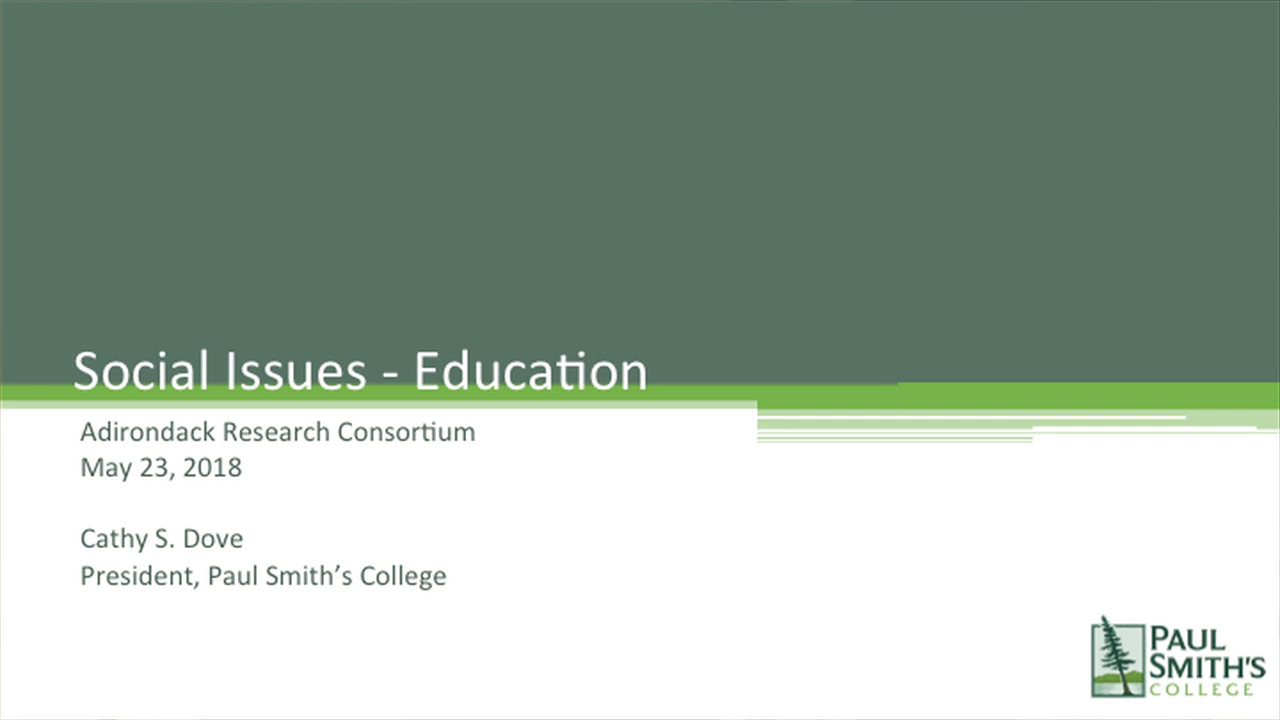 Social Issues - Education
Adirondack Research Consortium
May 23, 2018
Cathy S. Dove
President, Paul Smith’s College
PAUL
SMITH'S
COLLEGE